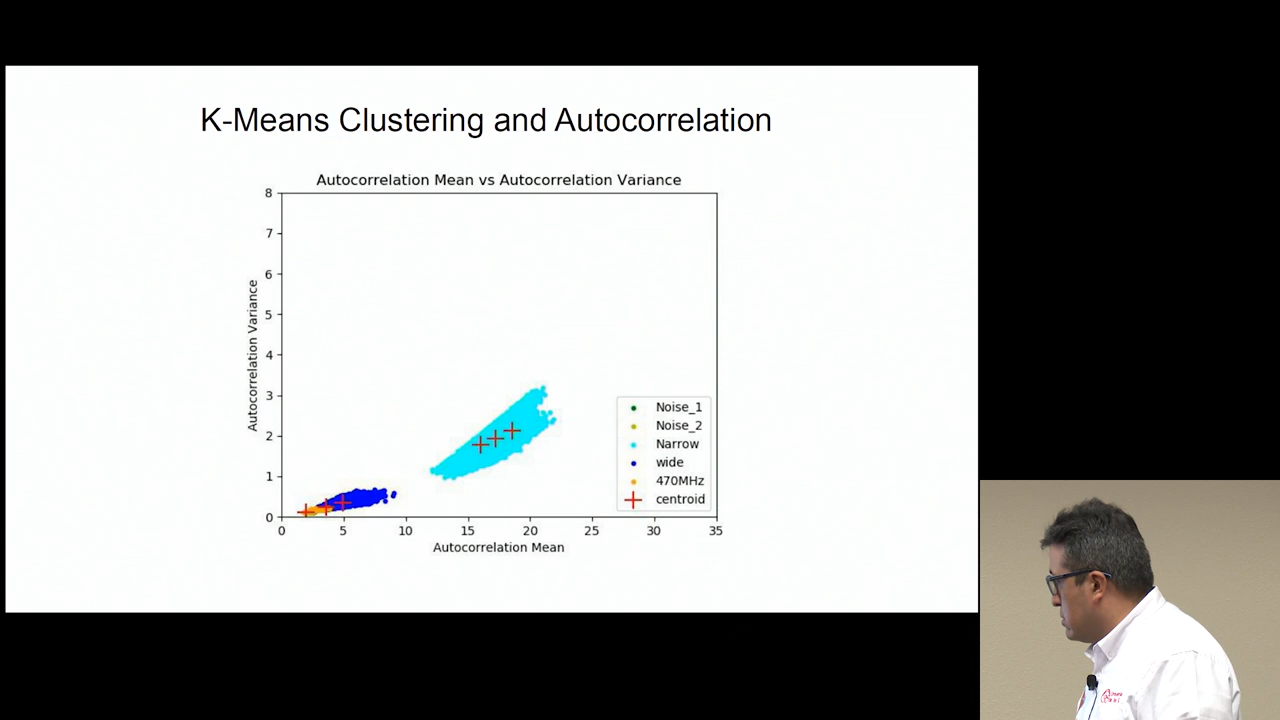 K-Means Clustering and Autocorrelation
Autocorrelation Mean vs Autocorrelation Variance
8
7
6
5
4
3
2
1
0
Autocorrelation Variance
0 5 10 15 20 25 30 35
Autocorrelation Mean
Noise_1
Noise_2
Narrow
wide
470MHz
centroid